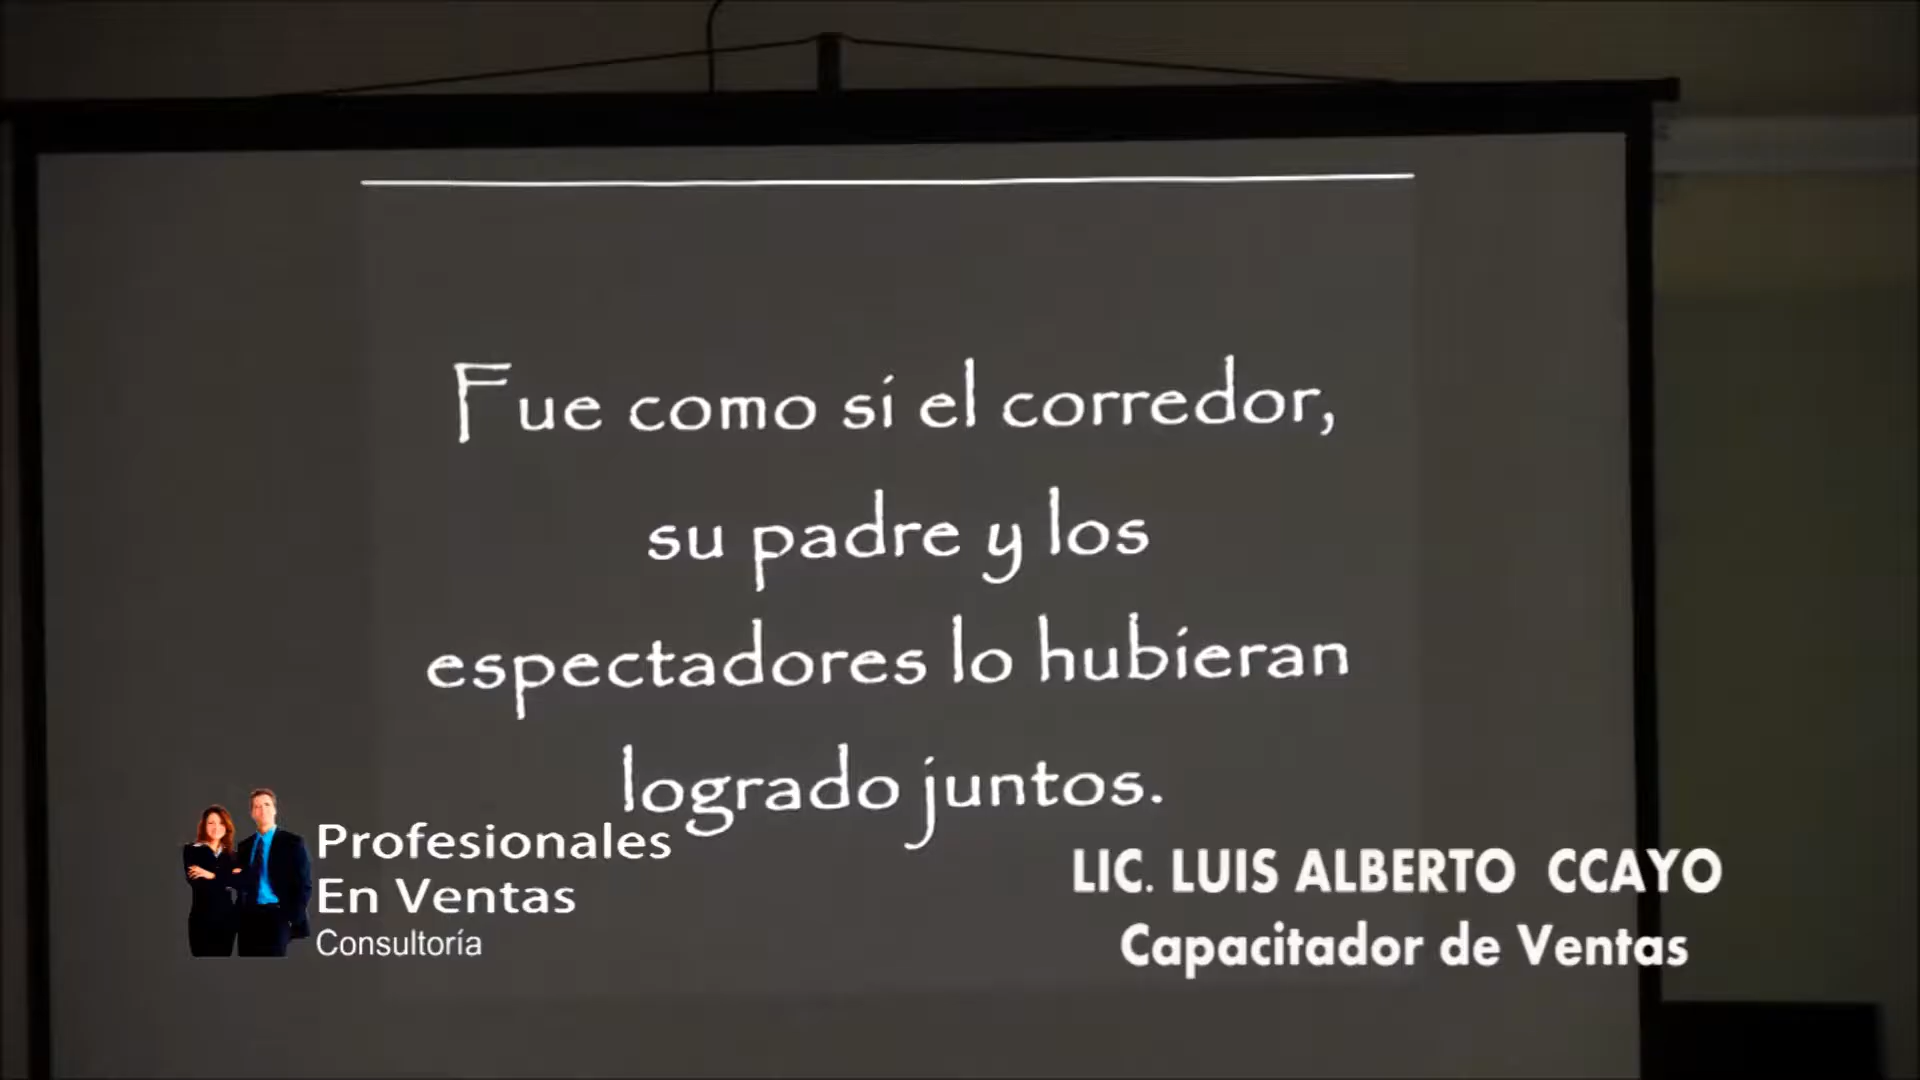 Fue como si el corredor,
su padre y los
espectadores lo hubieran
logrado juntos.
Profesionales
En Ventas
Consultoría
LIC. LUIS ALBERTO CCAYO
Capacitador de Ventas